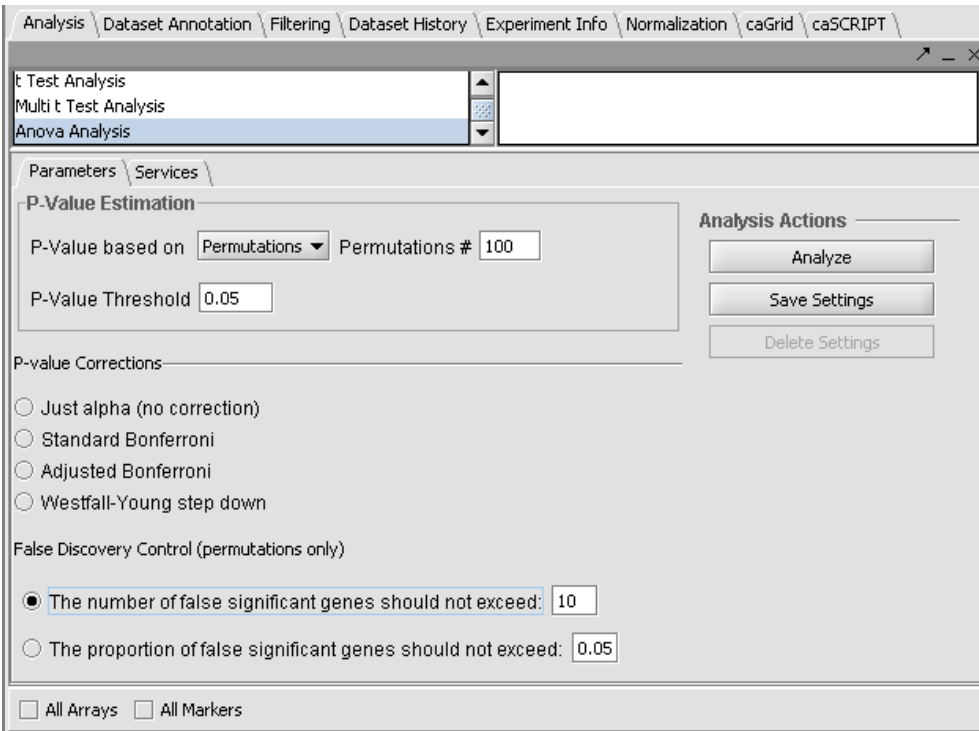 Analysis Dataset Annotation Filtering Dataset History Experiment Info Normalization caGrid caSCRIPT
t Test Analysis
Multi t Test Analysis
Anova Analysis
Parameters Services
P-Value Estimation
P-Value based on Permutations Permutations # 100
P-Value Threshold 0.05
Analysis Actions
Analyze
Save Settings
Delete Settings
P-value Corrections
Just alpha (no correction)
Standard Bonferroni
Adjusted Bonferroni
Westfall-Young step down
False Discovery Control (permutations only)
The number of false significant genes should not exceed: 10
The proportion of false significant genes should not exceed: 0.05
All Arrays All Markers